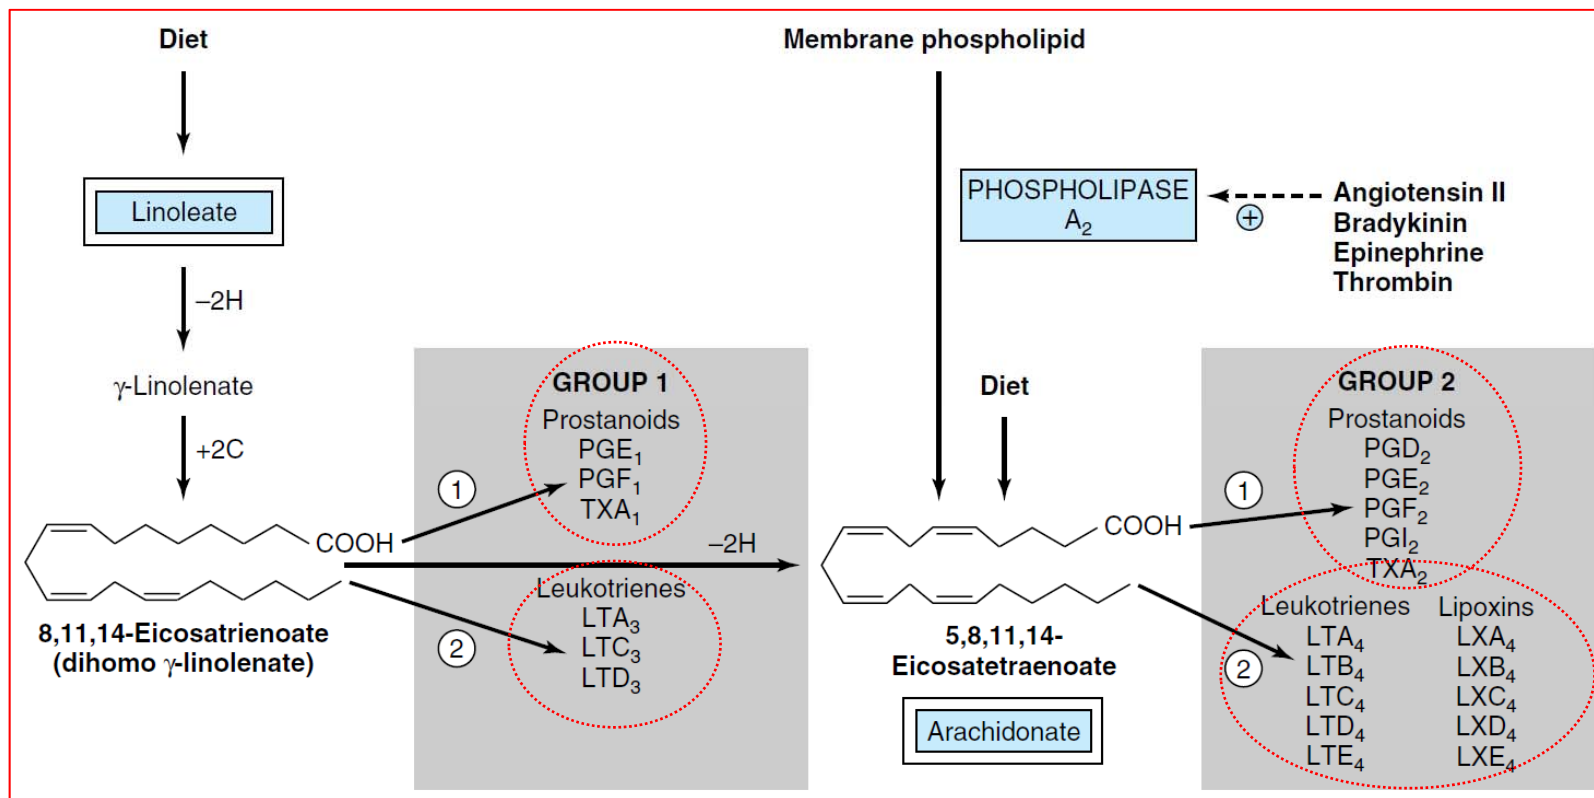 Diet
Membrane phospholipid
Linoleate
PHOSPHOLIPASE
A₂
+
Angiotensin II
Bradykinin
Epinephrine
Thrombin
–2H
γ-Linolenate
+2C
GROUP 1
Prostanoids
PGE₁
PGF₁
TXA₁
1
COOH
–2H
Leukotrienes
LTA₃
LTC₃
LTD₃
2
8,11,14-Eicosatrienoate
(dihomo γ-linolenate)
Diet
COOH
5,8,11,14-
Eicosatetraenoate
Arachidonate
GROUP 2
Prostanoids
PGD₂
PGE₂
PGF₂
PGI₂
TXA₂
1
Leukotrienes
LTA₄
LTB₄
LTC₄
LTD₄
LTE₄
Lipoxins
LXA₄
LXB₄
LXC₄
LXD₄
LXE₄
2